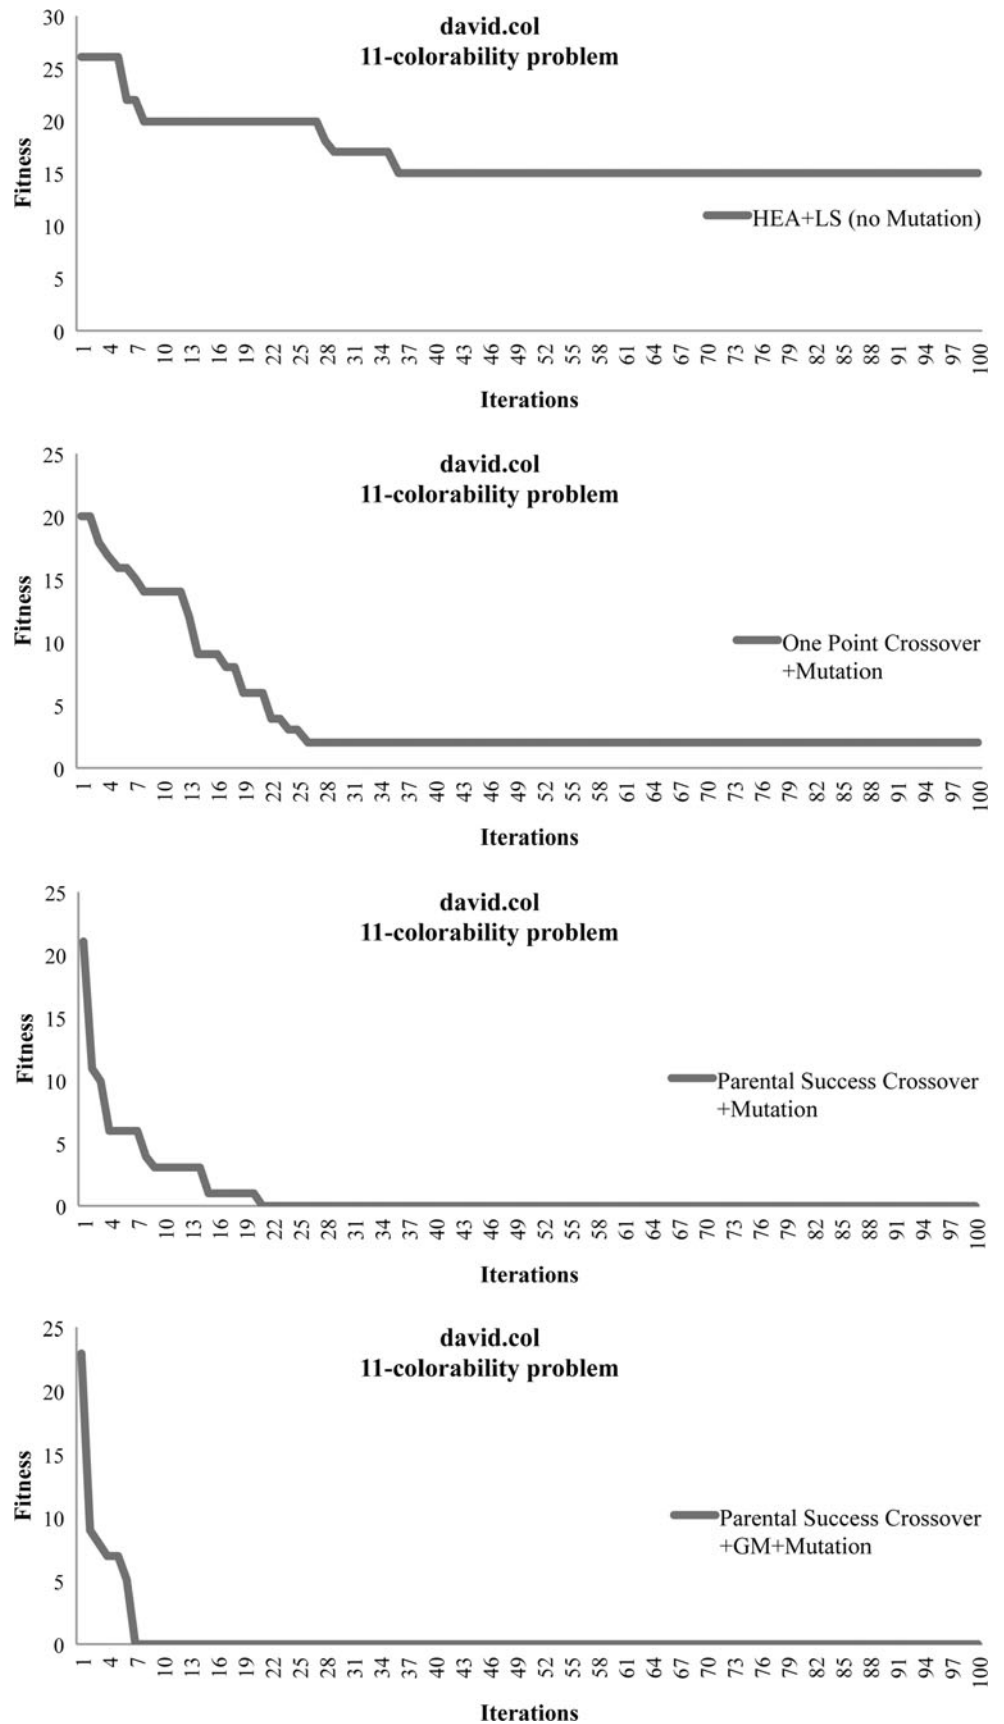 david.col
11-colorability problem
30
25
20
15
10
5
0
Fitness
HEA+LS (no Mutation)
1 4 7 10 13 16 19 22 25 28 31 34 37 40 43 46 49 52 55 58 61 64 67 70 73 76 79 82 85 88 91 94 97 100
Iterations
david.col
11-colorability problem
25
20
15
10
5
0
Fitness
One Point Crossover
+Mutation
1 4 7 10 13 16 19 22 25 28 31 34 37 40 43 46 49 52 55 58 61 64 67 70 73 76 79 82 85 88 91 94 97 100
Iterations
david.col
11-colorability problem
25
20
15
10
5
0
Fitness
Parental Success Crossover
+Mutation
1 4 7 10 13 16 19 22 25 28 31 34 37 40 43 46 49 52 55 58 61 64 67 70 73 76 79 82 85 88 91 94 97 100
Iterations
david.col
11-colorability problem
25
20
15
10
5
0
Fitness
Parental Success Crossover
+GM+Mutation
1 4 7 10 13 16 19 22 25 28 31 34 37 40 43 46 49 52 55 58 61 64 67 70 73 76 79 82 85 88 91 94 97 100
Iterations